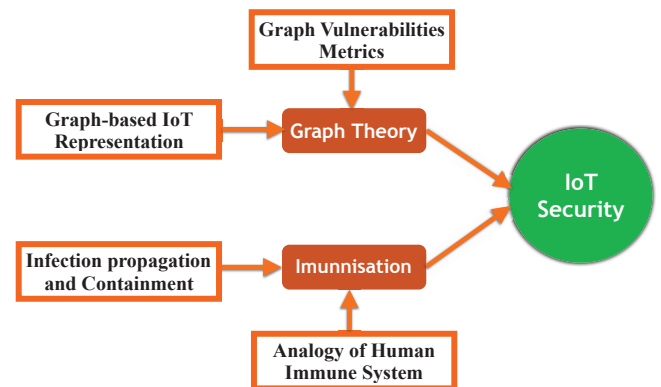 Graph Vulnerabilities
Metrics
Graph-based IoT
Representation
Graph Theory
IoT
Security
Infection propagation
and Containment
Imunnisation
Analogy of Human
Immune System